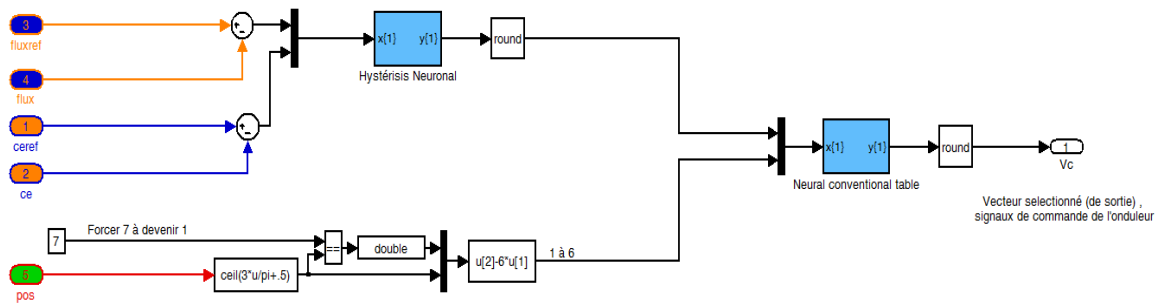 3
fluxref
4
flux
1
ceref
2
ce
x{1} y{1}
Hystérisis Neuronal
round
x{1} y{1}
Neural conventional table
round
1
Vc
Vecteur selectionné (de sortie) ,
signaux de commande de l'onduleur
7
Forcer 7 à devenir 1
==
double
u[2]-6*u[1]
1 à 6
5
pos
ceil(3*u/pi+.5)